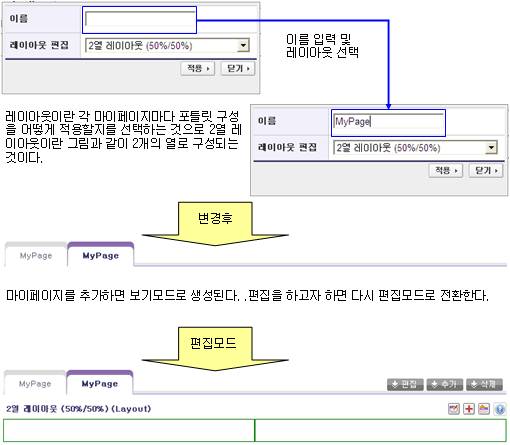 이름
레이아웃 편집 2열 레이아웃 (50%/50%)
적용 닫기
이름 입력 및
레이아웃 선택
레이아웃이란 각 마이페이지마다 포틀릿 구성
을 어떻게 적용할지를 선택하는 것으로 2열 레
이아웃이란 그림과 같이 2개의 열로 구성되는
것이다.
이름 MyPage
레이아웃 편집 2열 레이아웃 (50%/50%)
적용 닫기
변경후
MyPage MyPage
마이페이지를 추가하면 보기모드로 생성된다. .편집을 하고자 하면 다시 편집모드로 전환한다.
편집모드
MyPage MyPage
편집 추가 삭제
2열 레이아웃 (50%/50%) (Layout)